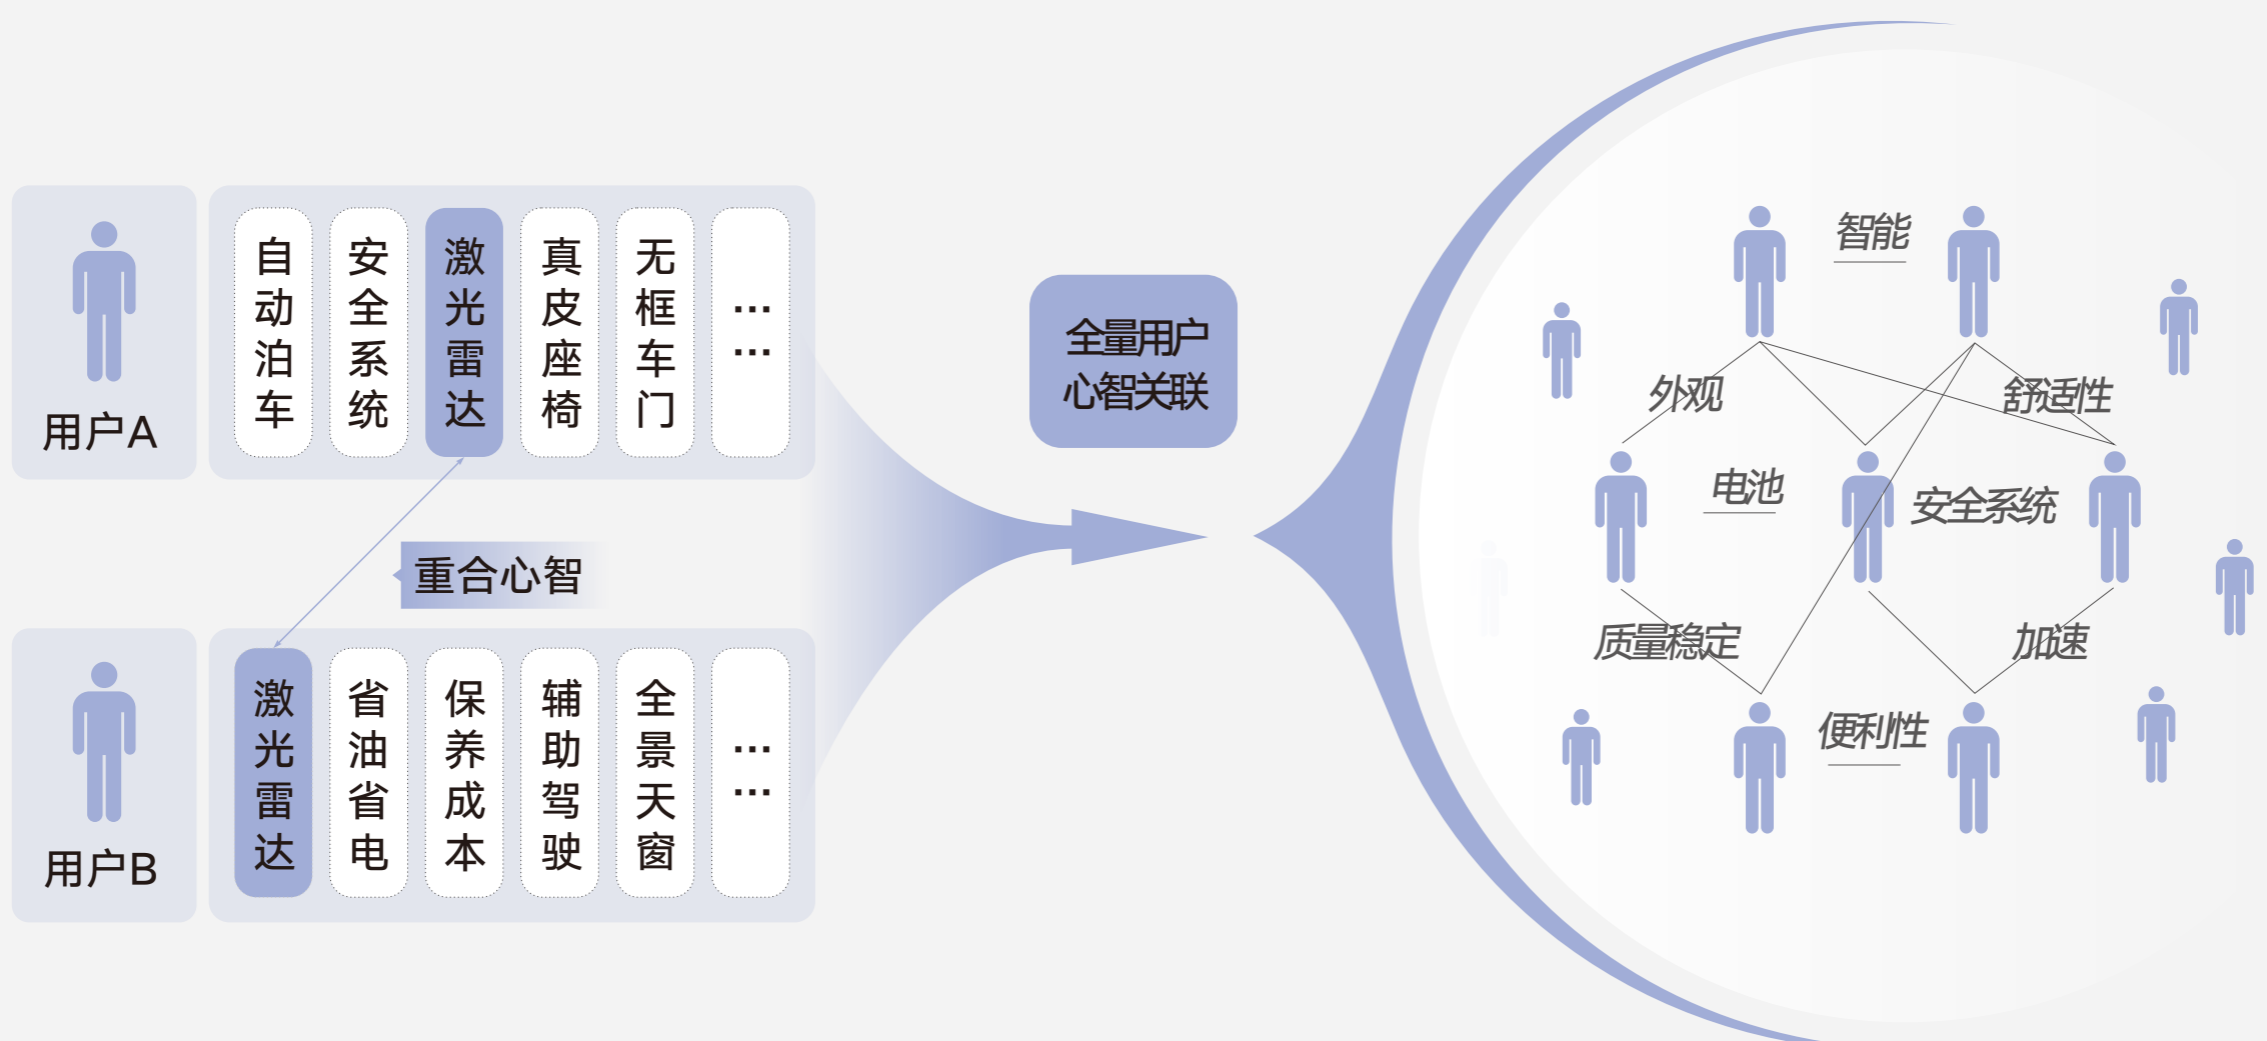 用户A
自动泊车
安全系统
激光雷达
真皮座椅
无框车门
……
重合心智
用户B
激光雷达
省油省电
保养成本
辅助驾驶
全景天窗
……
全量用户
心智关联
智能
外观
舒适性
电池
安全系统
质量稳定
加速
便利性